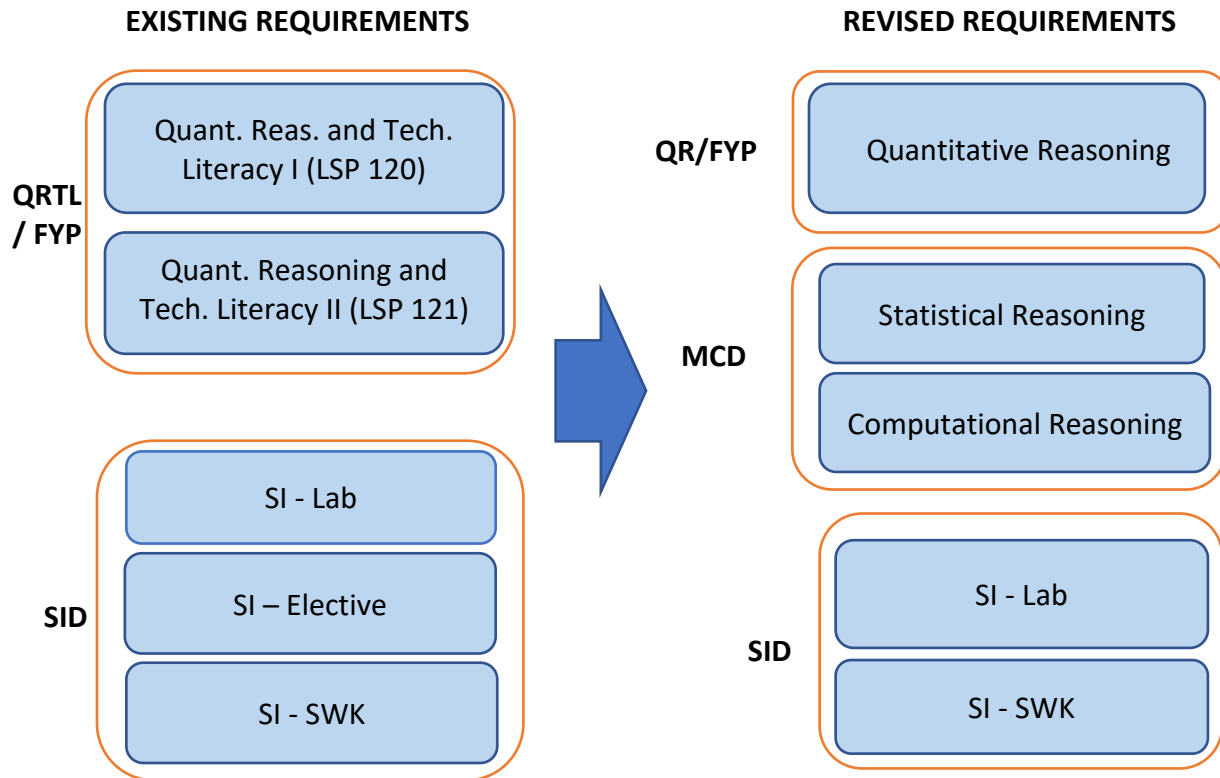 EXISTING REQUIREMENTS
QRTL
/ FYP
Quant. Reas. and Tech.
Literacy I (LSP 120)
Quant. Reasoning and
Tech. Literacy II (LSP 121)
SID
SI - Lab
SI – Elective
SI - SWK
REVISED REQUIREMENTS
QR/FYP
Quantitative Reasoning
MCD
Statistical Reasoning
Computational Reasoning
SID
SI - Lab
SI - SWK